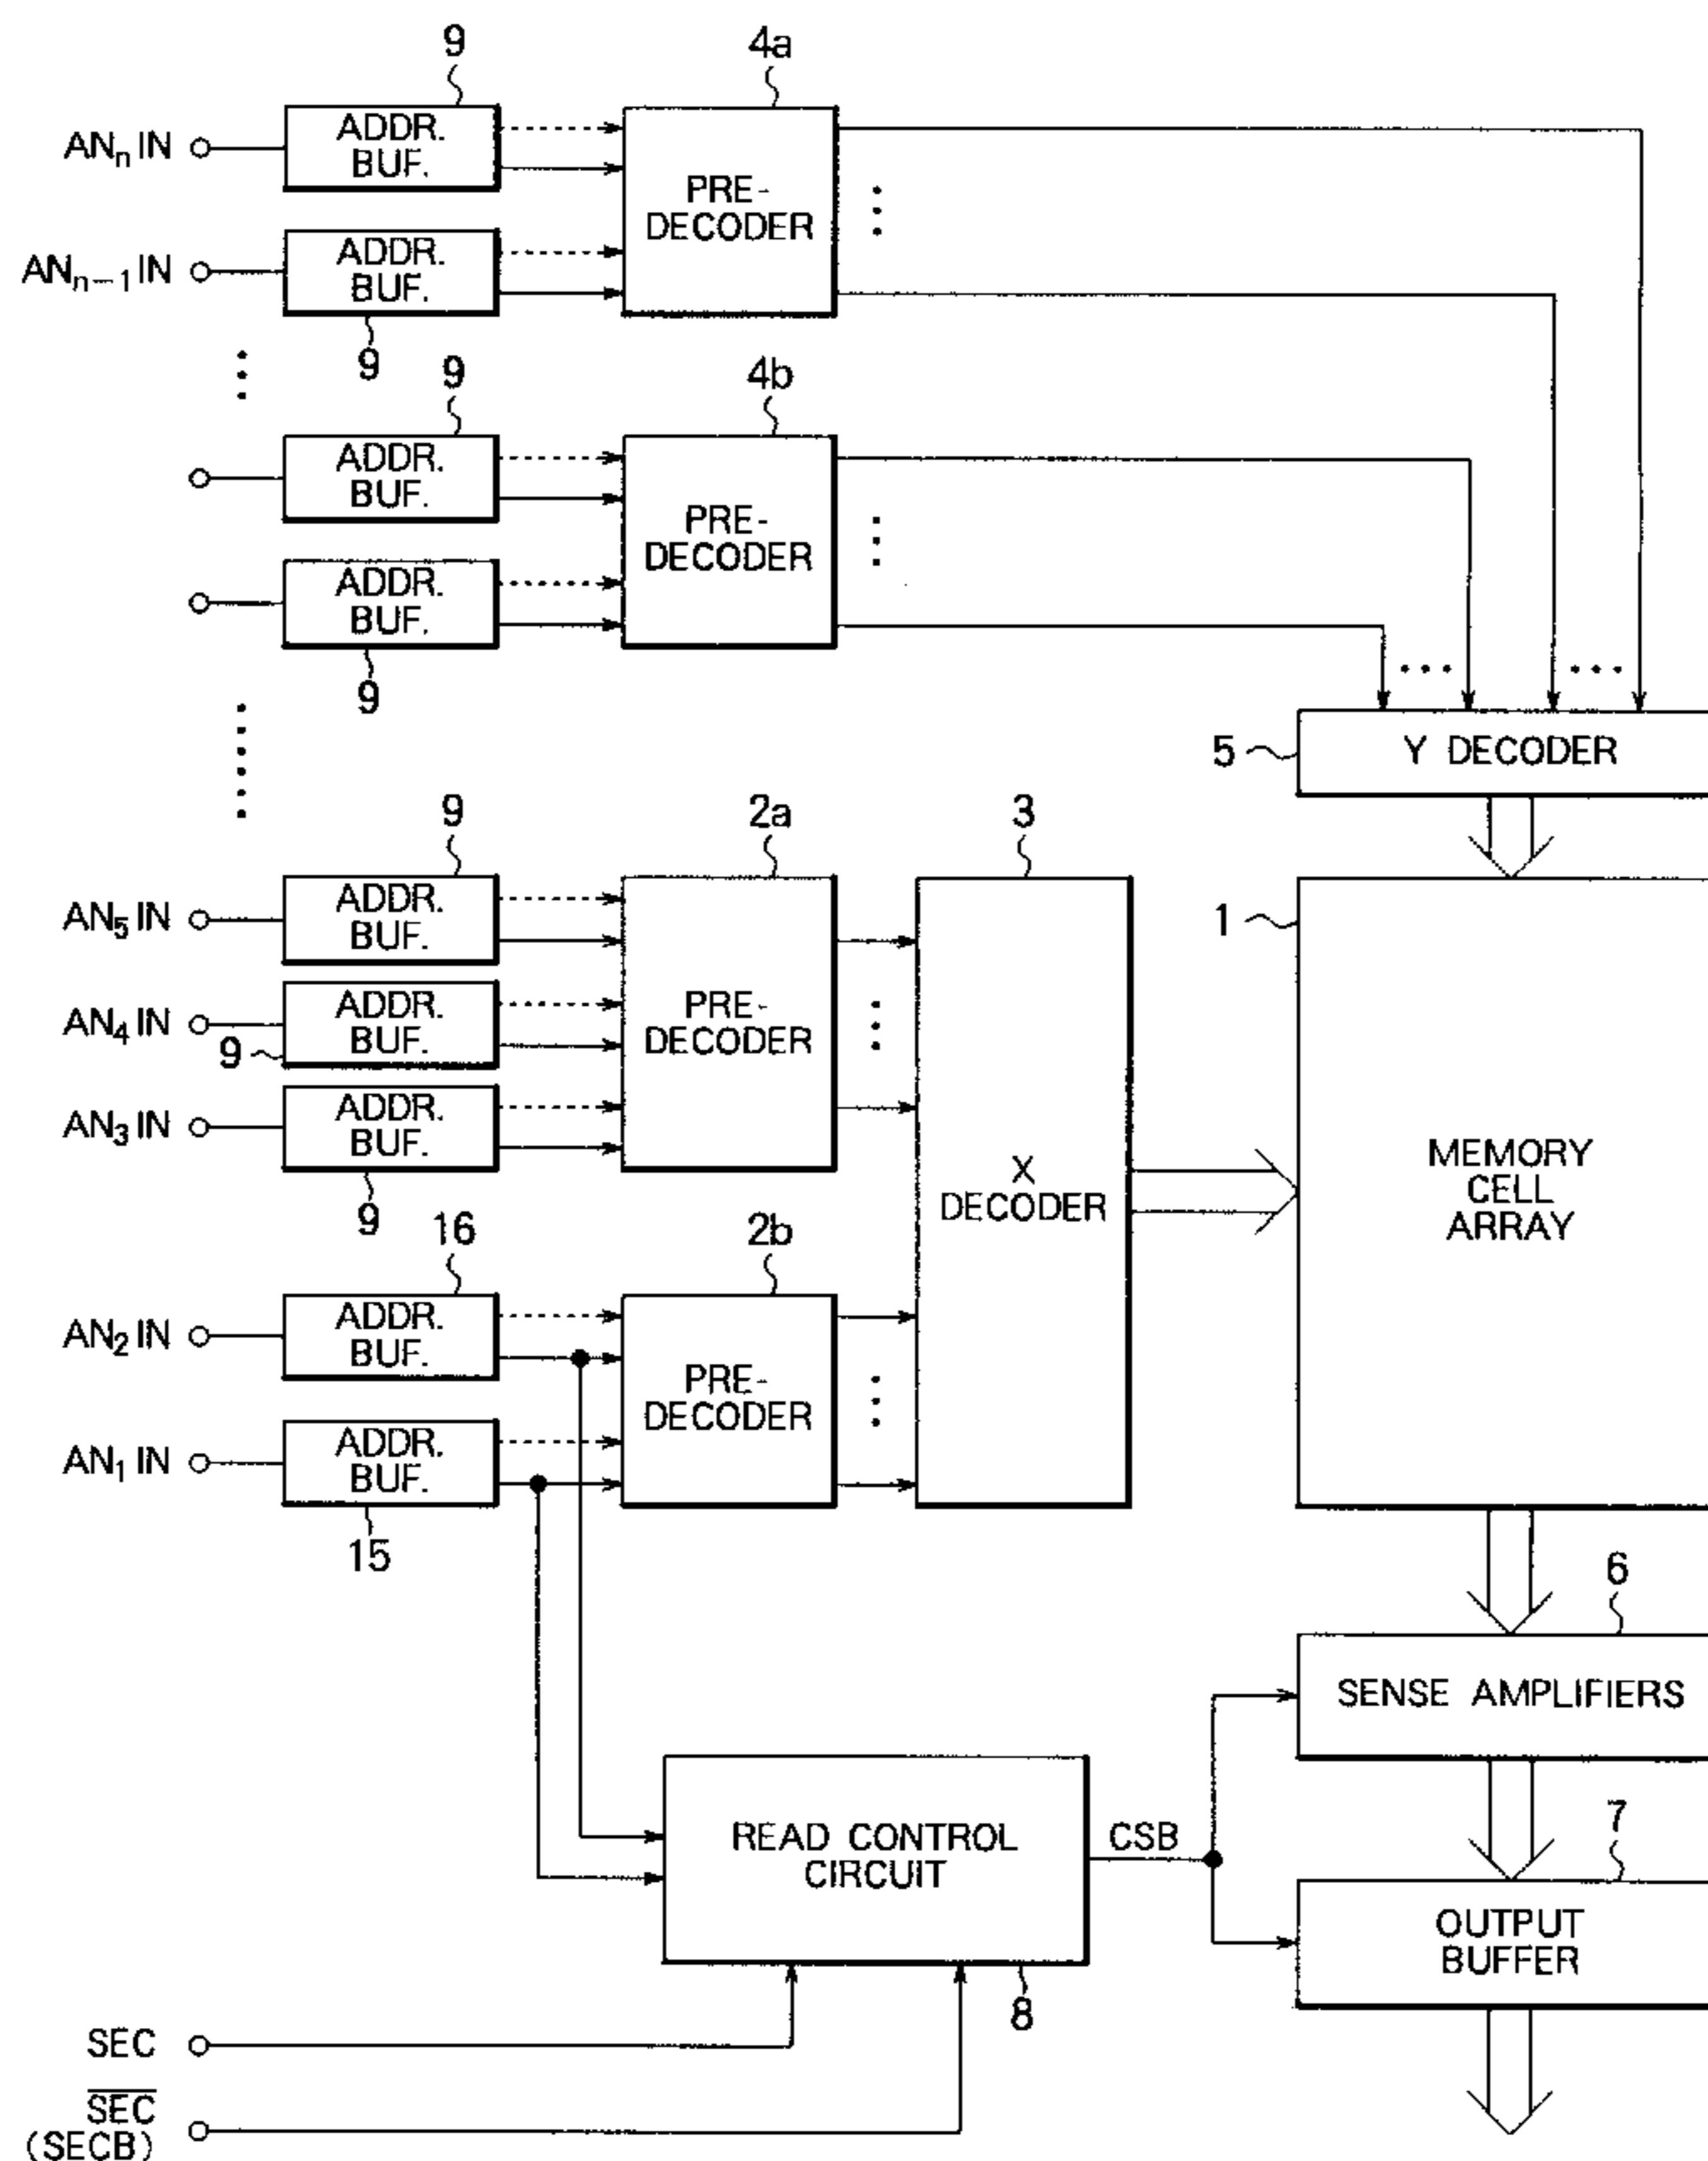 9
4a
ANn IN
ADDR.
BUF.
PRE-
DECODER
ANn−1 IN
ADDR.
BUF.
9
9
4b
ADDR.
BUF.
PRE-
DECODER
ADDR.
BUF.
9
5
Y DECODER
9
2a
3
AN5 IN
ADDR.
BUF.
1
AN4 IN
ADDR.
BUF.
9
PRE-
DECODER
AN3 IN
ADDR.
BUF.
9
X
DECODER
MEMORY
CELL
ARRAY
16
2b
AN2 IN
ADDR.
BUF.
PRE-
DECODER
AN1 IN
ADDR.
BUF.
15
6
SENSE AMPLIFIERS
READ CONTROL
CIRCUIT
CSB
7
OUTPUT
BUFFER
8
SEC
S̅E̅C̅
(SECB)